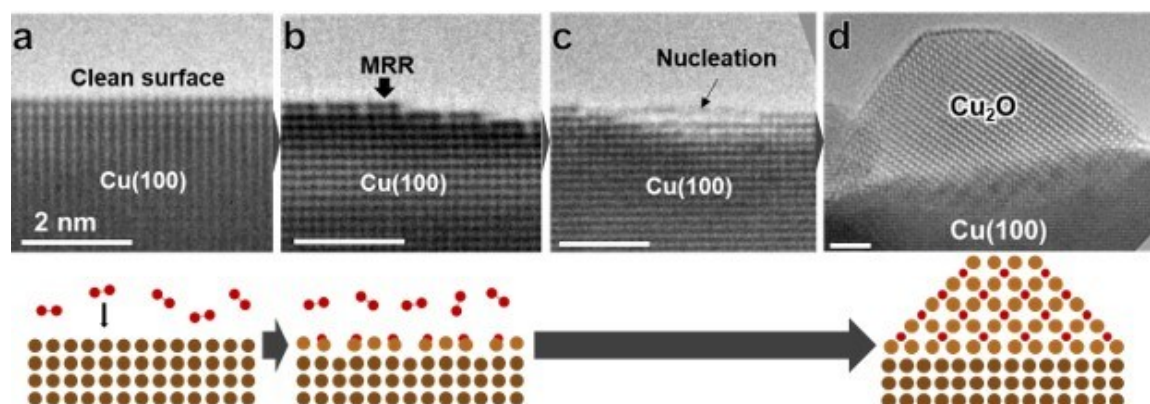 a
Clean surface
Cu(100)
2 nm
b
MRR
Cu(100)
c
Nucleation
Cu(100)
d
Cu₂O
Cu(100)